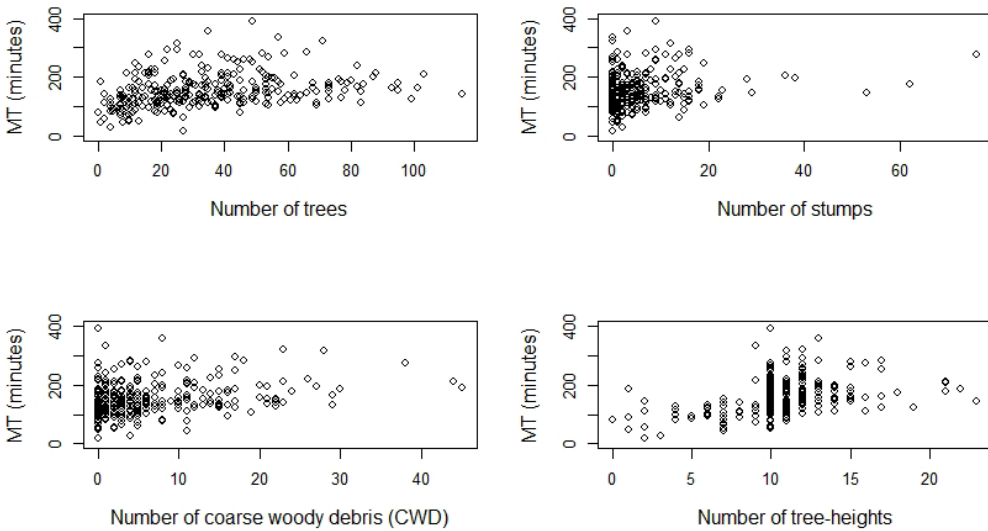 MT (minutes)
400
200
0
0 20 40 60 80 100
Number of trees
MT (minutes)
400
200
0
0 20 40 60
Number of stumps
MT (minutes)
400
200
0
0 10 20 30 40
Number of coarse woody debris (CWD)
MT (minutes)
400
200
0
0 5 10 15 20
Number of tree-heights